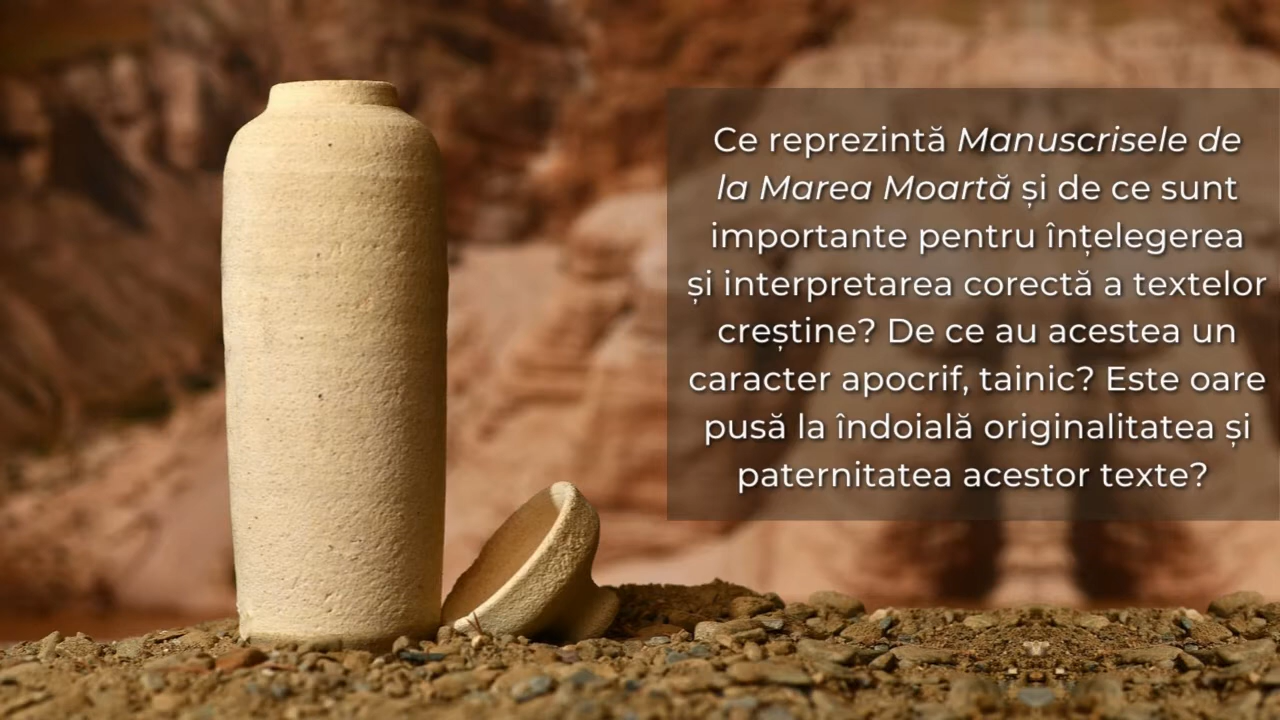 Ce reprezintă Manuscrisele de
la Marea Moartă și de ce sunt
importante pentru înțelegerea
și interpretarea corectă a textelor
creștine? De ce au acestea un
caracter apocrif, tainic? Este oare
pusă la îndoială originalitatea și
paternitatea acestor texte?